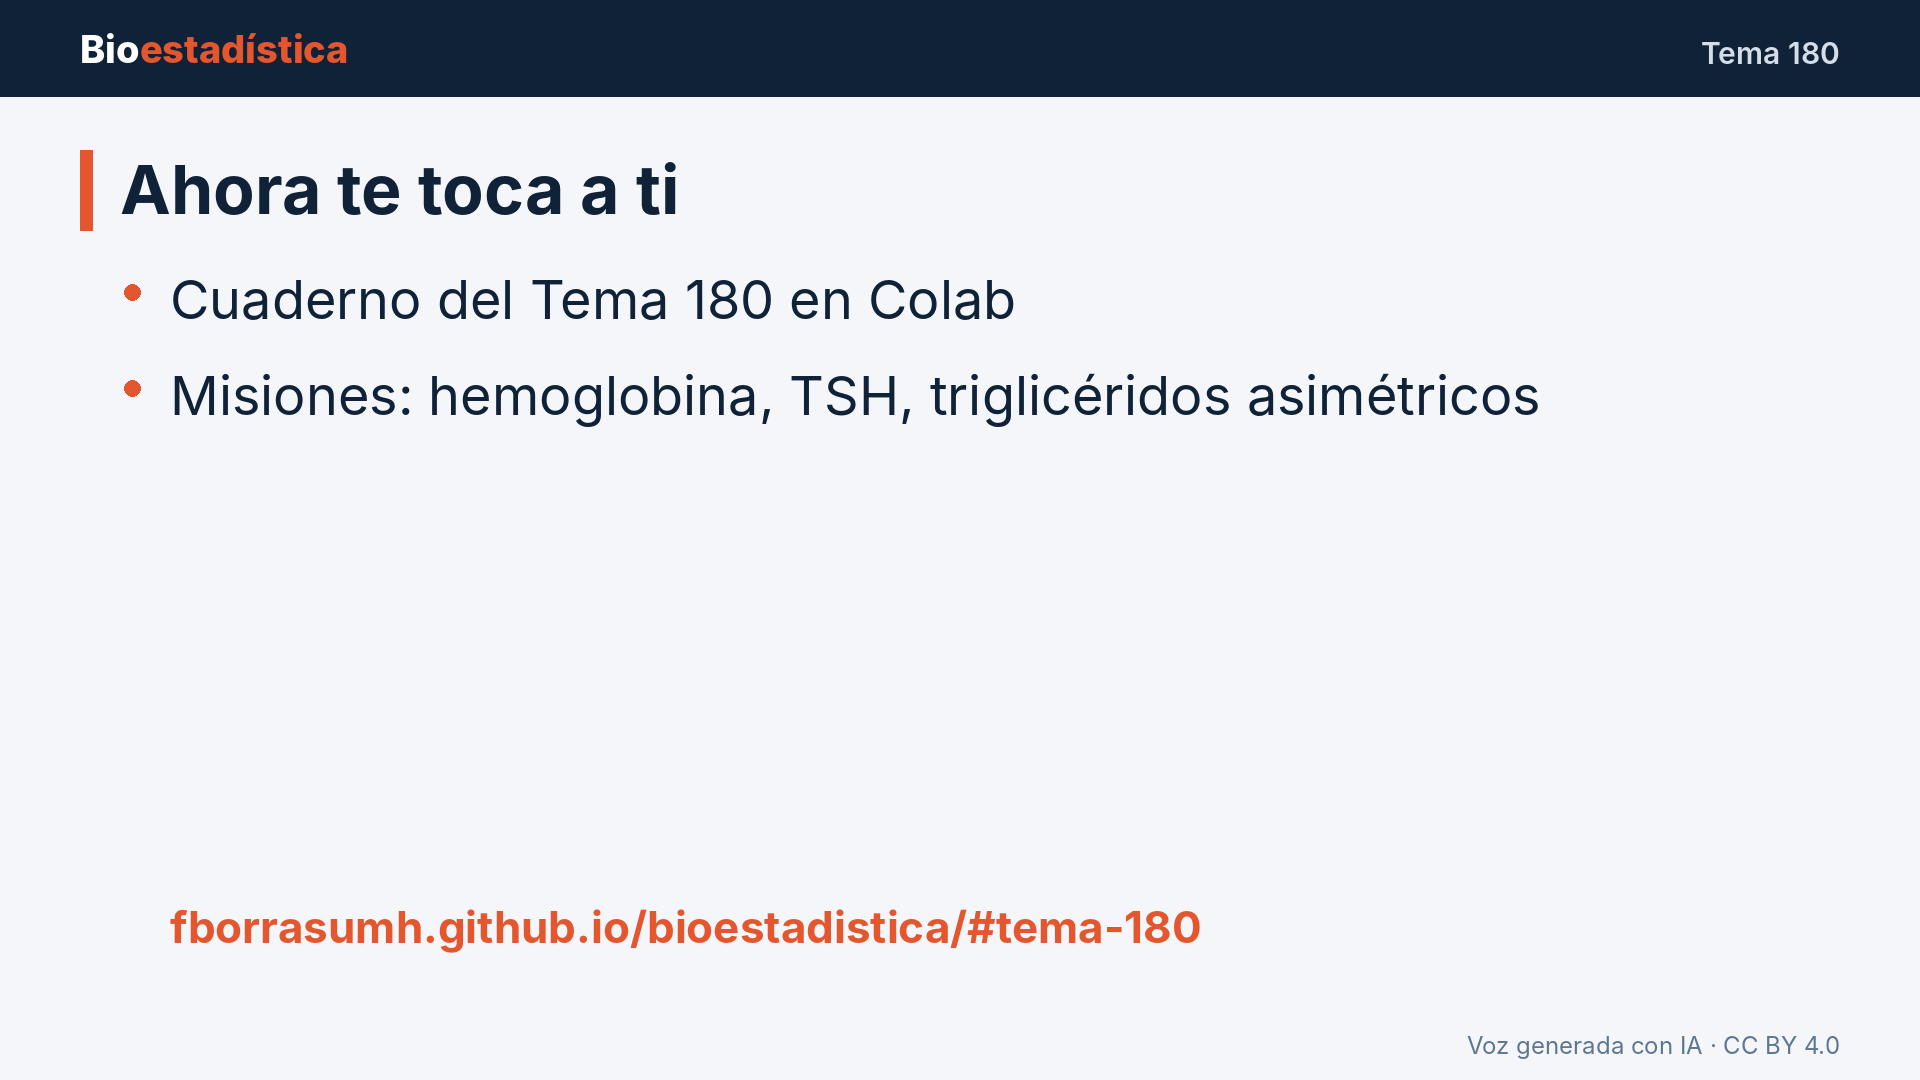 Bioestadística
Tema 180
Ahora te toca a ti
• Cuaderno del Tema 180 en Colab
• Misiones: hemoglobina, TSH, triglicéridos asimétricos
fborrasumh.github.io/bioestadistica/#tema-180
Voz generada con IA · CC BY 4.0